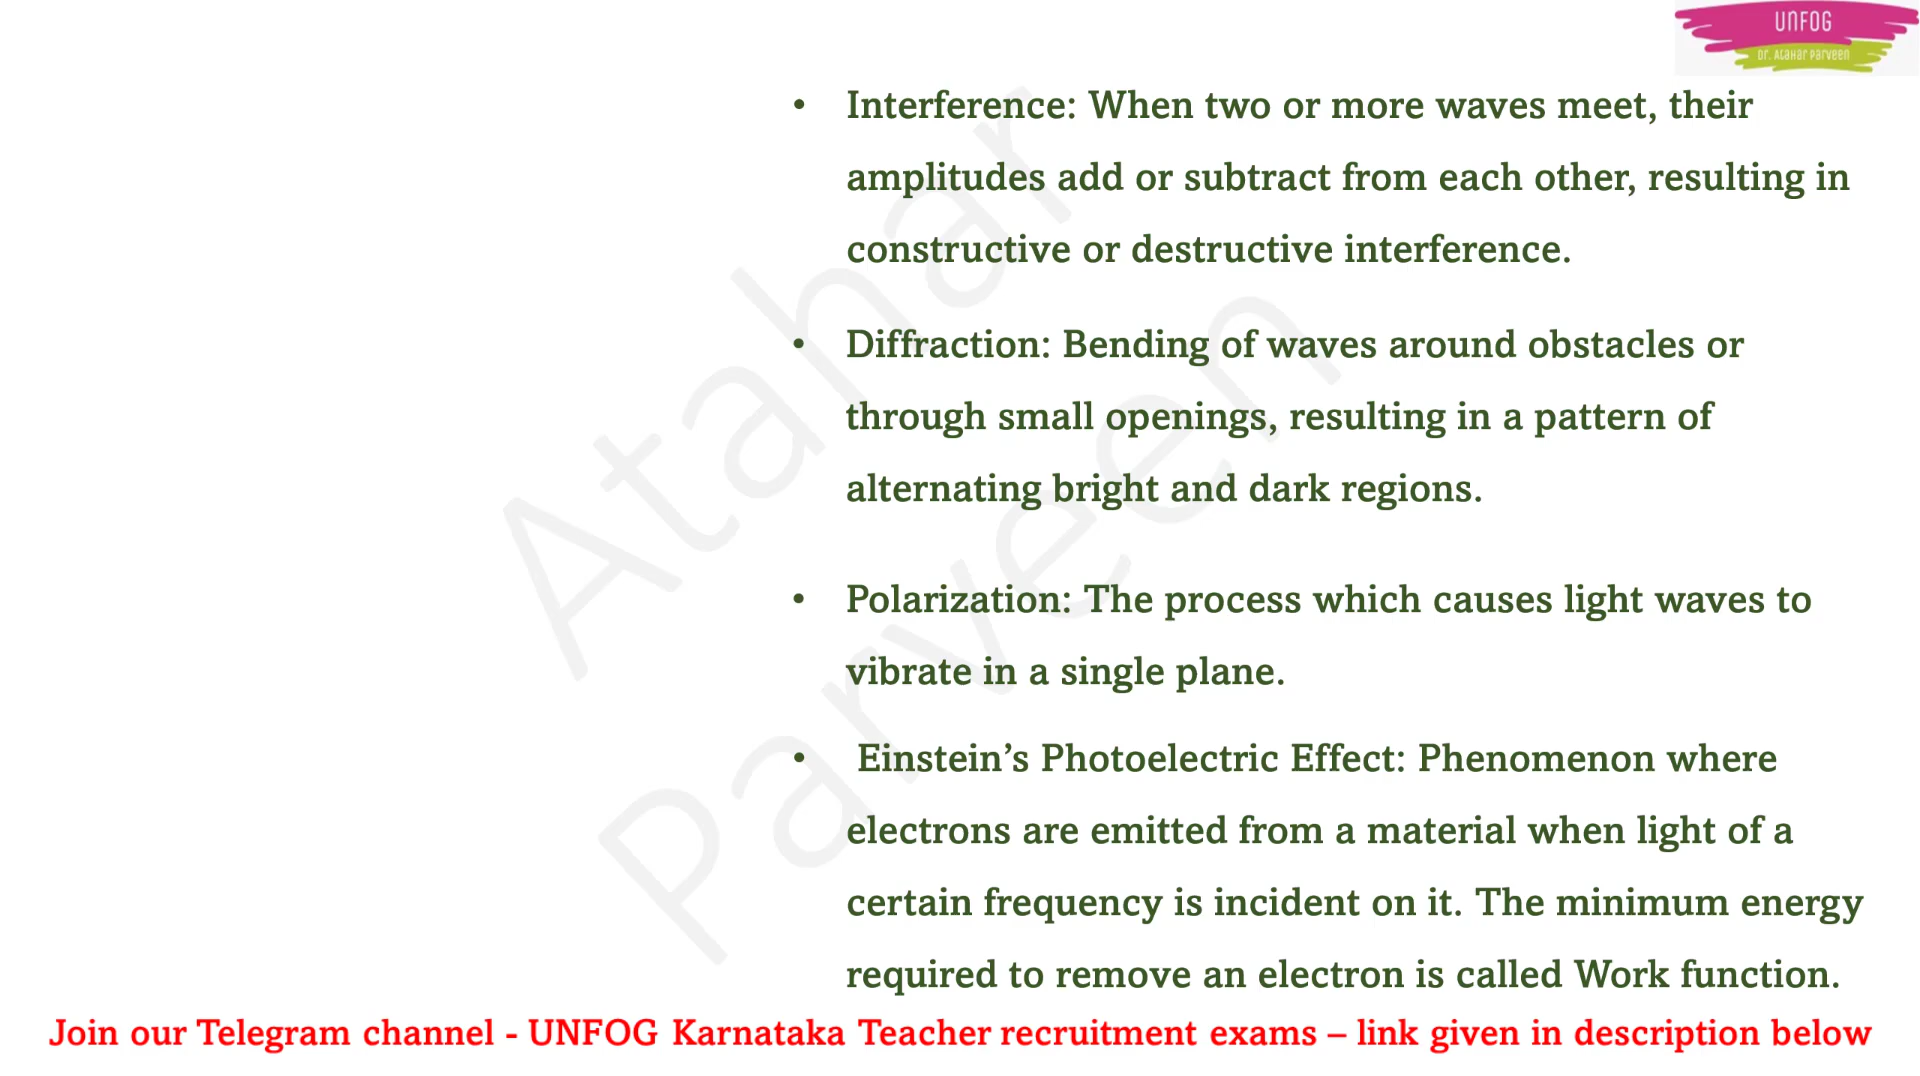 UNFOG
Dr. Atahar Parveen
• Interference: When two or more waves meet, their
amplitudes add or subtract from each other, resulting in
constructive or destructive interference.
• Diffraction: Bending of waves around obstacles or
through small openings, resulting in a pattern of
alternating bright and dark regions.
• Polarization: The process which causes light waves to
vibrate in a single plane.
• Einstein’s Photoelectric Effect: Phenomenon where
electrons are emitted from a material when light of a
certain frequency is incident on it. The minimum energy
required to remove an electron is called Work function.
Atahar
Parveen
Join our Telegram channel - UNFOG Karnataka Teacher recruitment exams – link given in description below